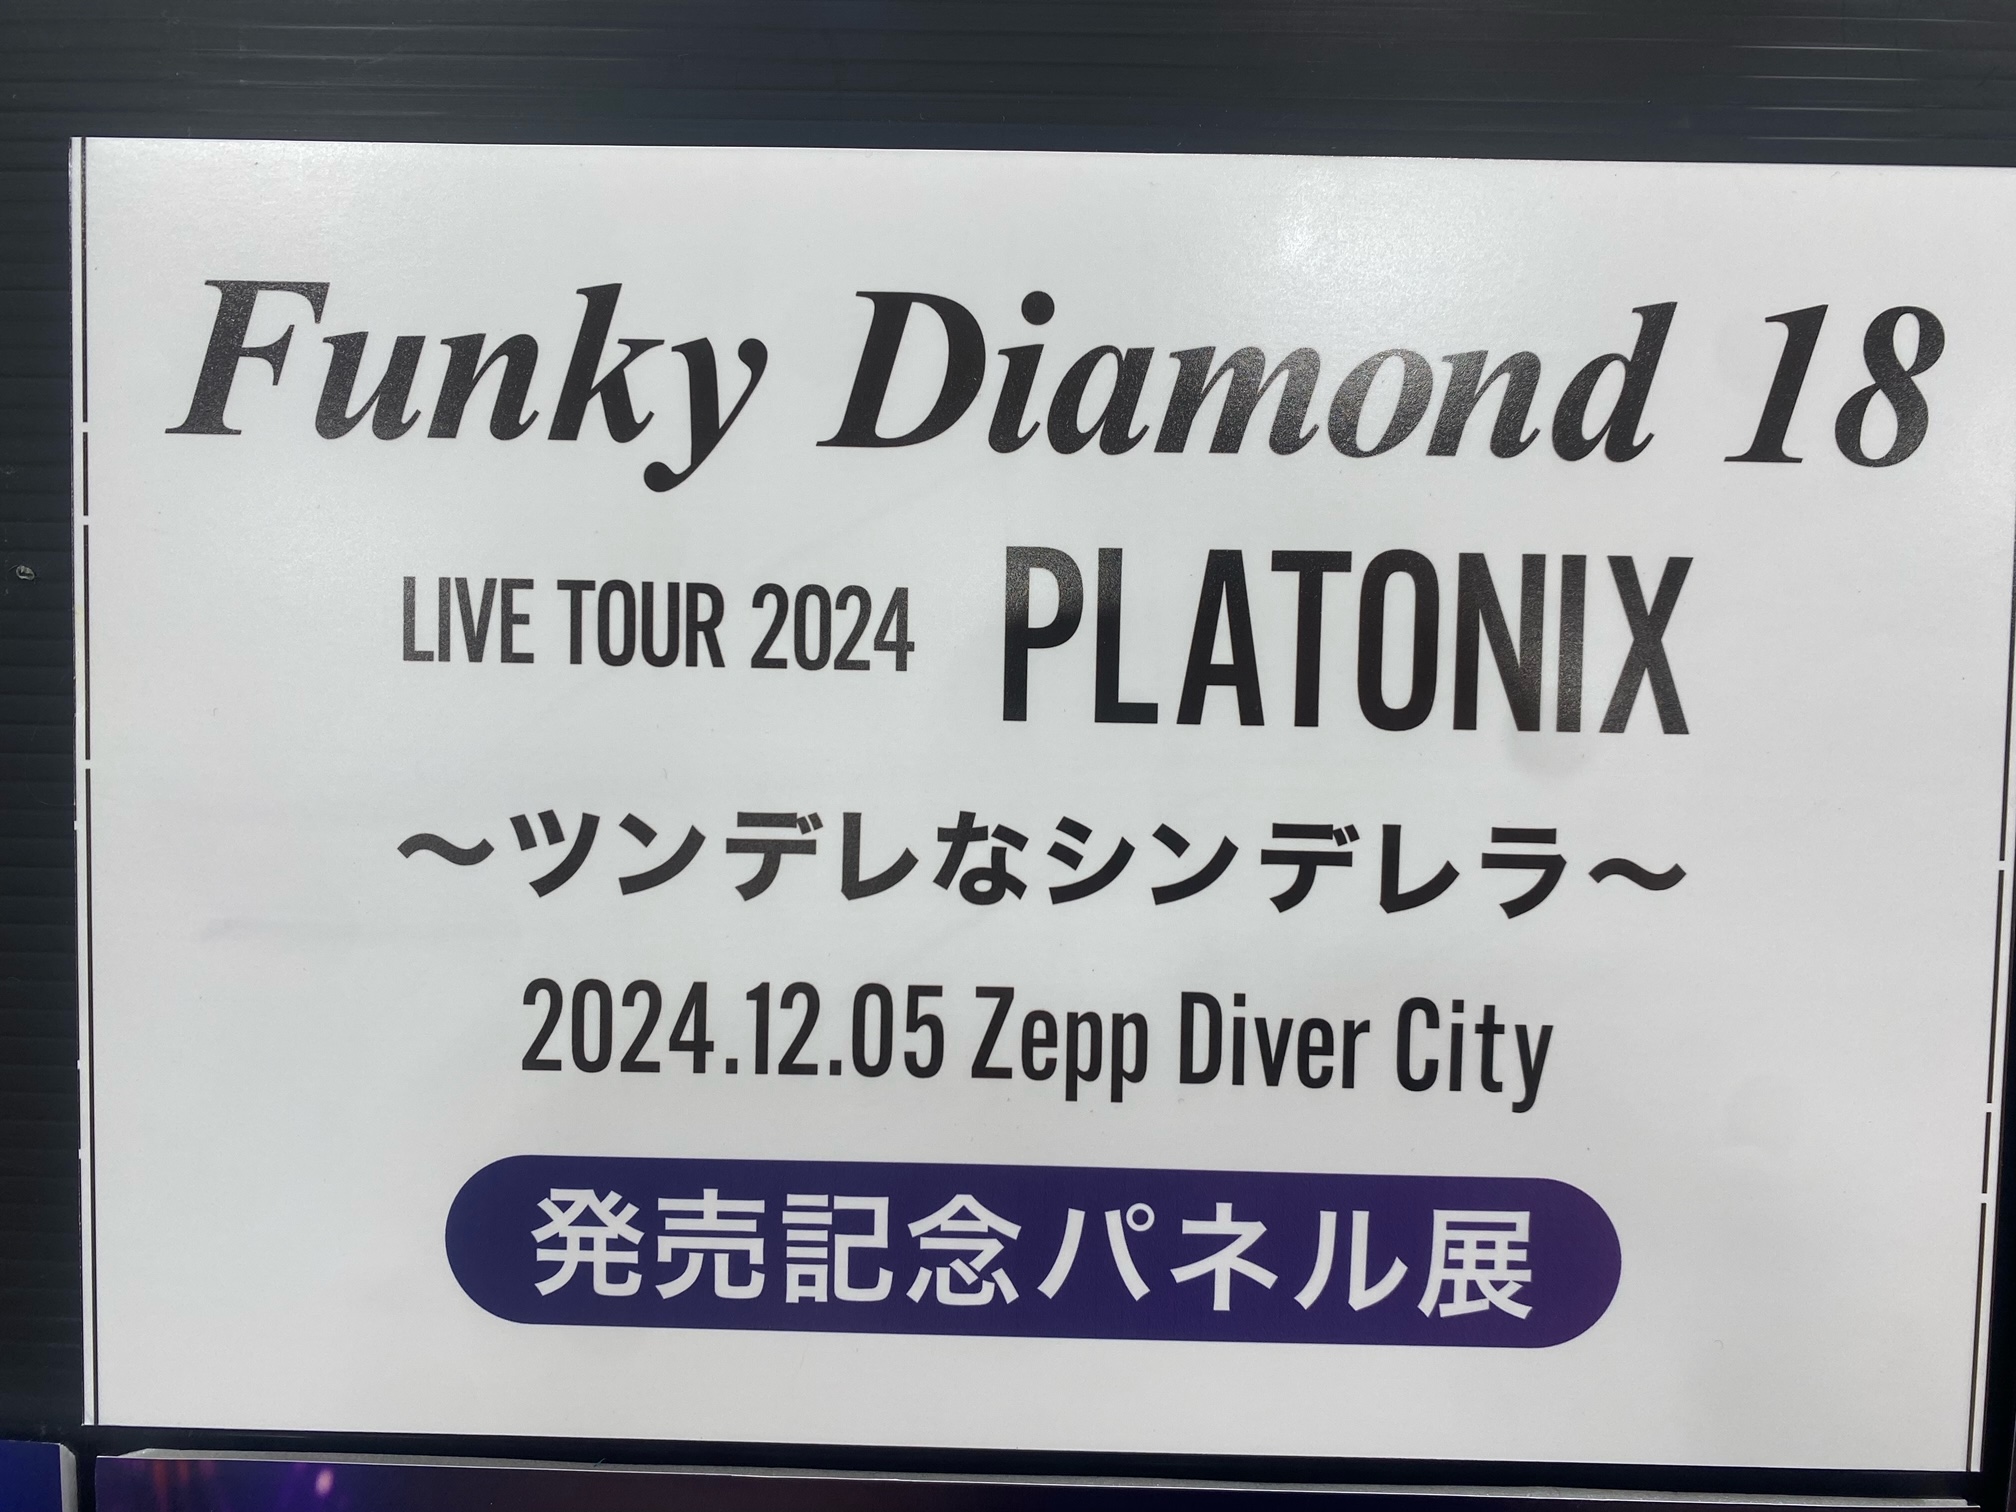 Funky Diamond 18
LIVE TOUR 2024 PLATONIX
～ツンデレなシンデレラ～
2024.12.05 Zepp Diver City
発売記念パネル展